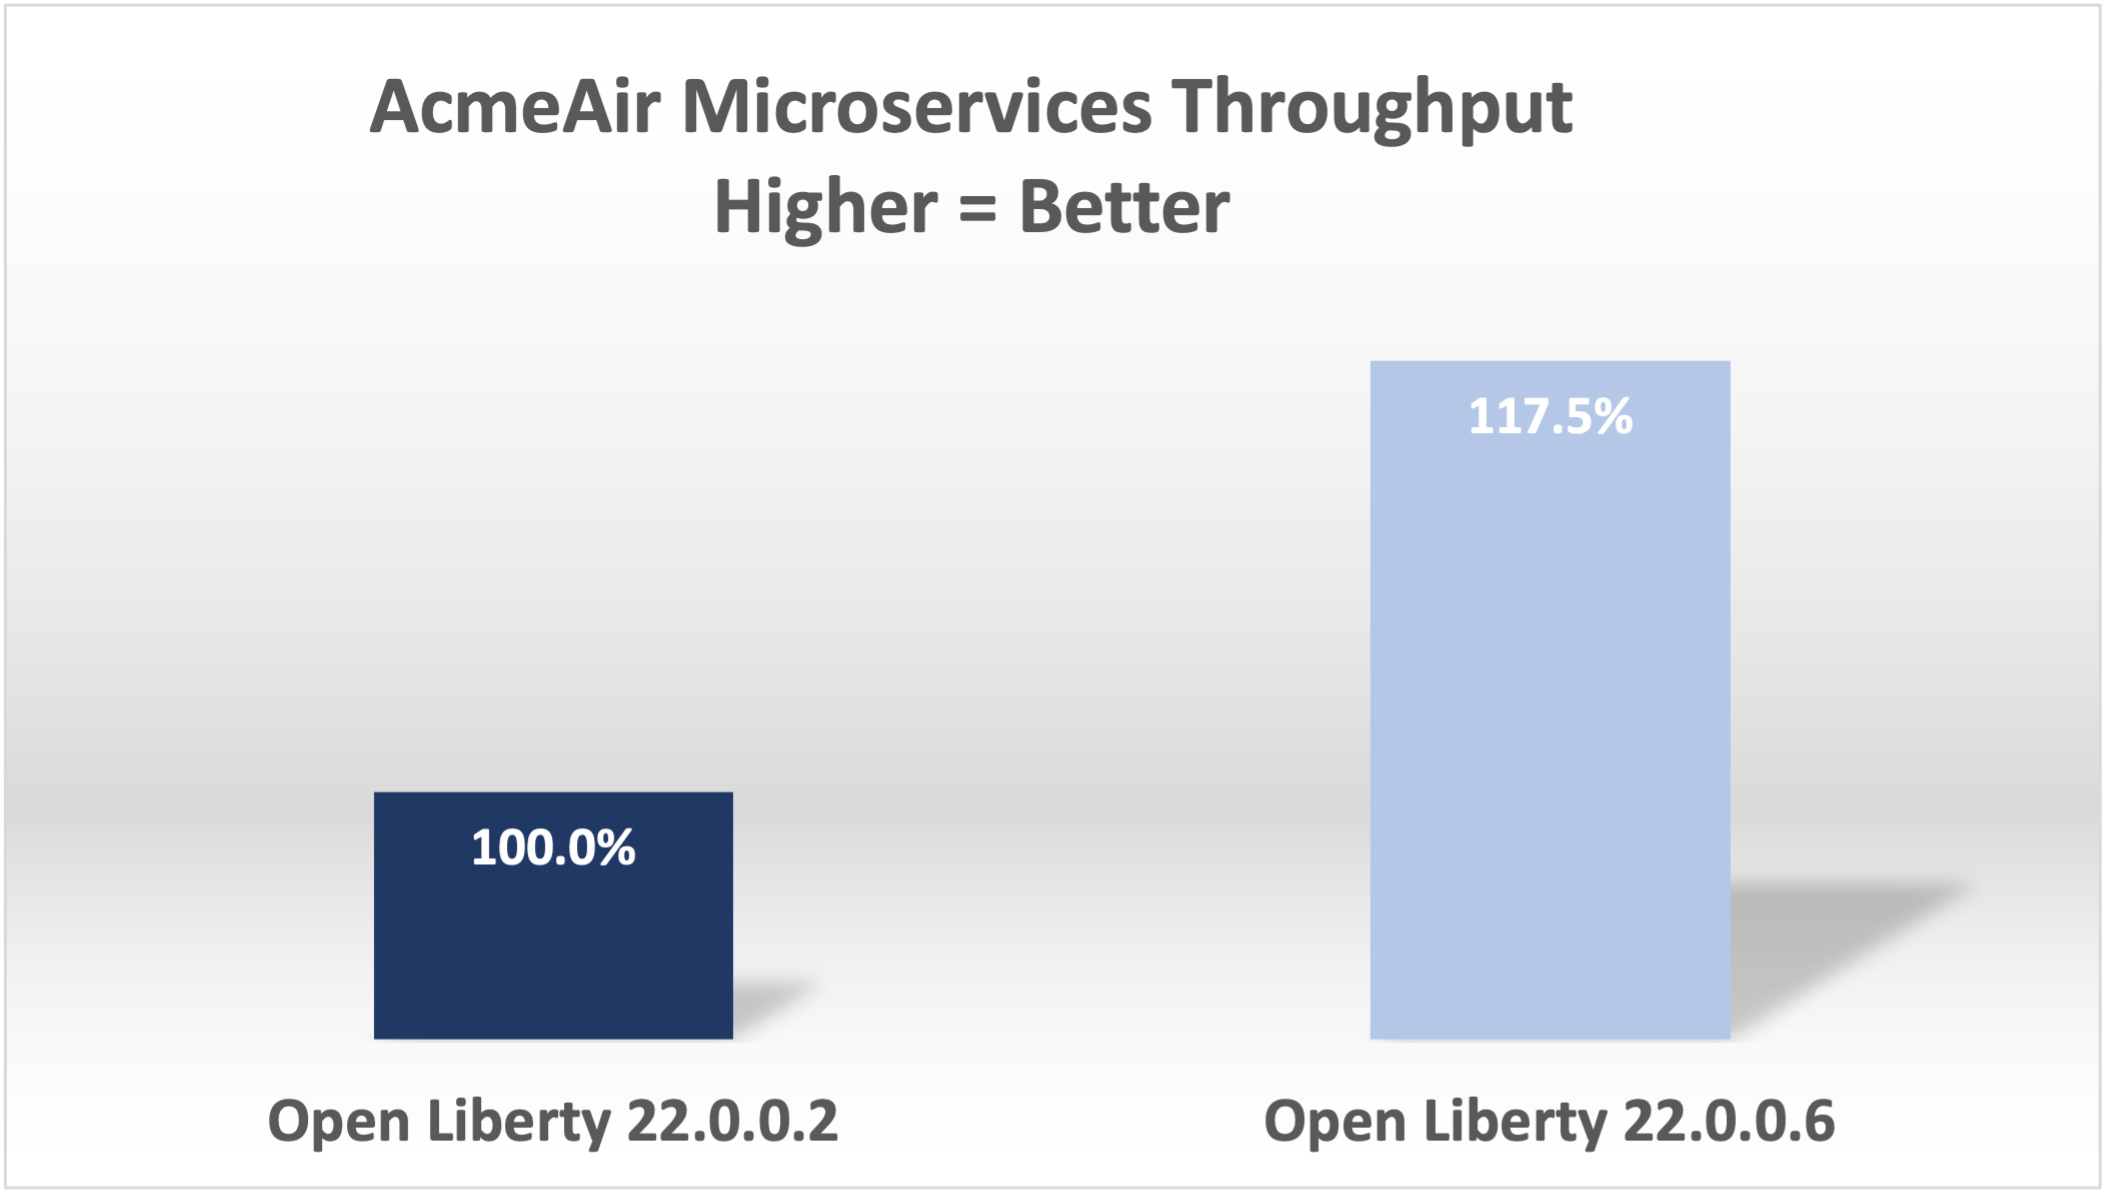 AcmeAir Microservices Throughput
Higher = Better
117.5%
100.0%
Open Liberty 22.0.0.2
Open Liberty 22.0.0.6